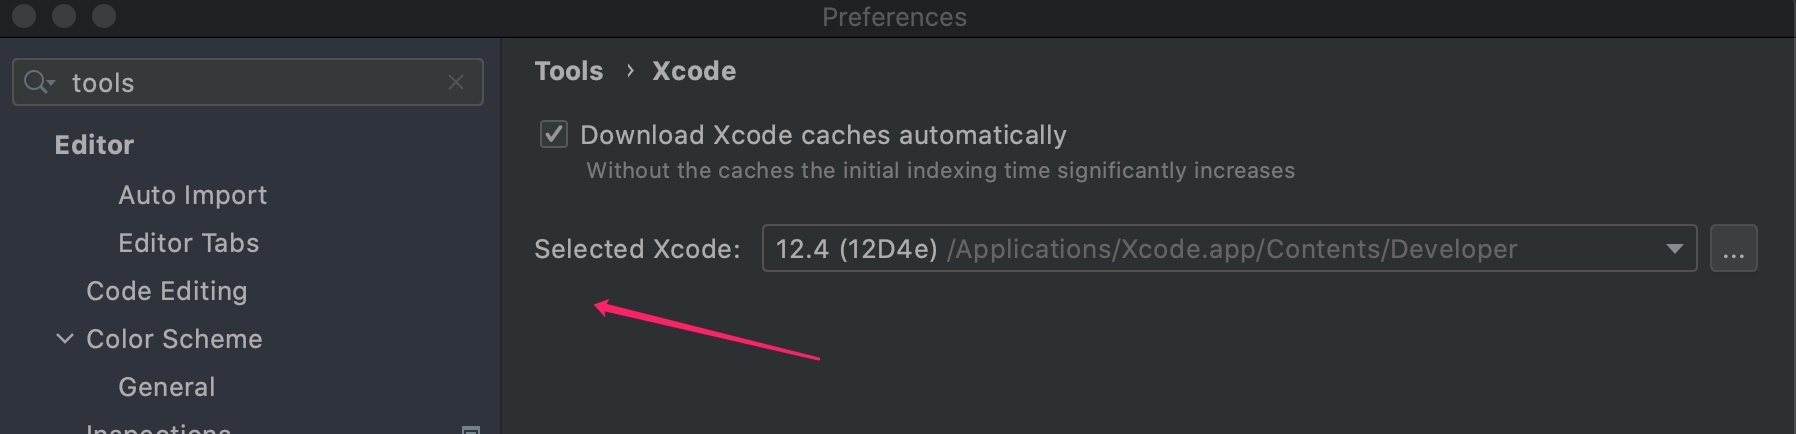 Preferences
tools
Editor
Auto Import
Editor Tabs
Code Editing
Color Scheme
General
Inspections
Tools › Xcode
Download Xcode caches automatically
Without the caches the initial indexing time significantly increases
Selected Xcode: 12.4 (12D4e) /Applications/Xcode.app/Contents/Developer ...